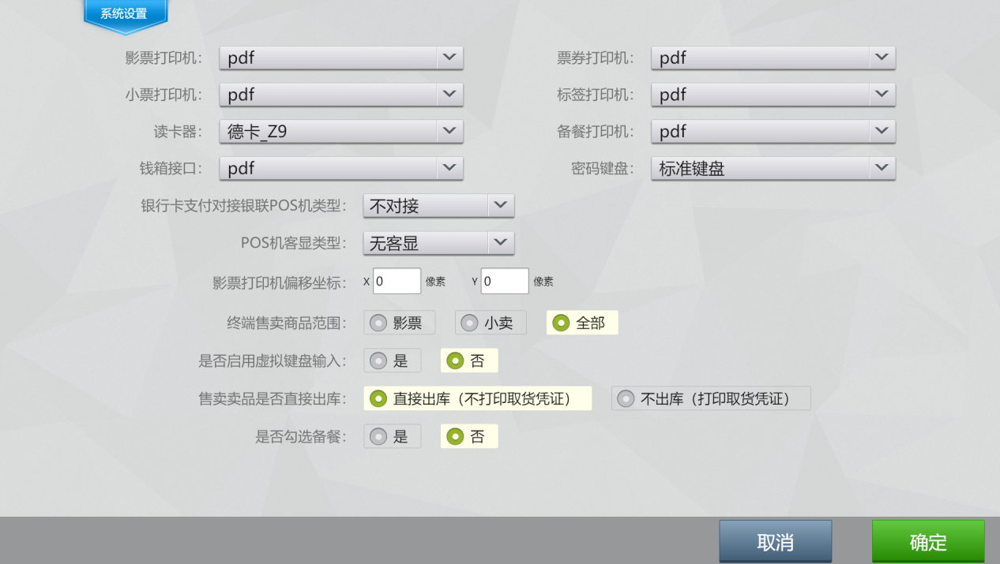 系统设置
影票打印机： pdf 票券打印机： pdf
小票打印机： pdf 标签打印机： pdf
读卡器： 德卡_Z9 备餐打印机： pdf
钱箱接口： pdf 密码键盘： 标准键盘
银行卡支付对接银联POS机类型： 不对接
POS机客显类型： 无客显
影票打印机偏移坐标： X 0 像素 Y 0 像素
终端售卖商品范围： 影票 小卖 全部
是否启用虚拟键盘输入： 是 否
售卖卖品是否直接出库： 直接出库（不打印取货凭证） 不出库（打印取货凭证）
是否勾选备餐： 是 否
取消 确定